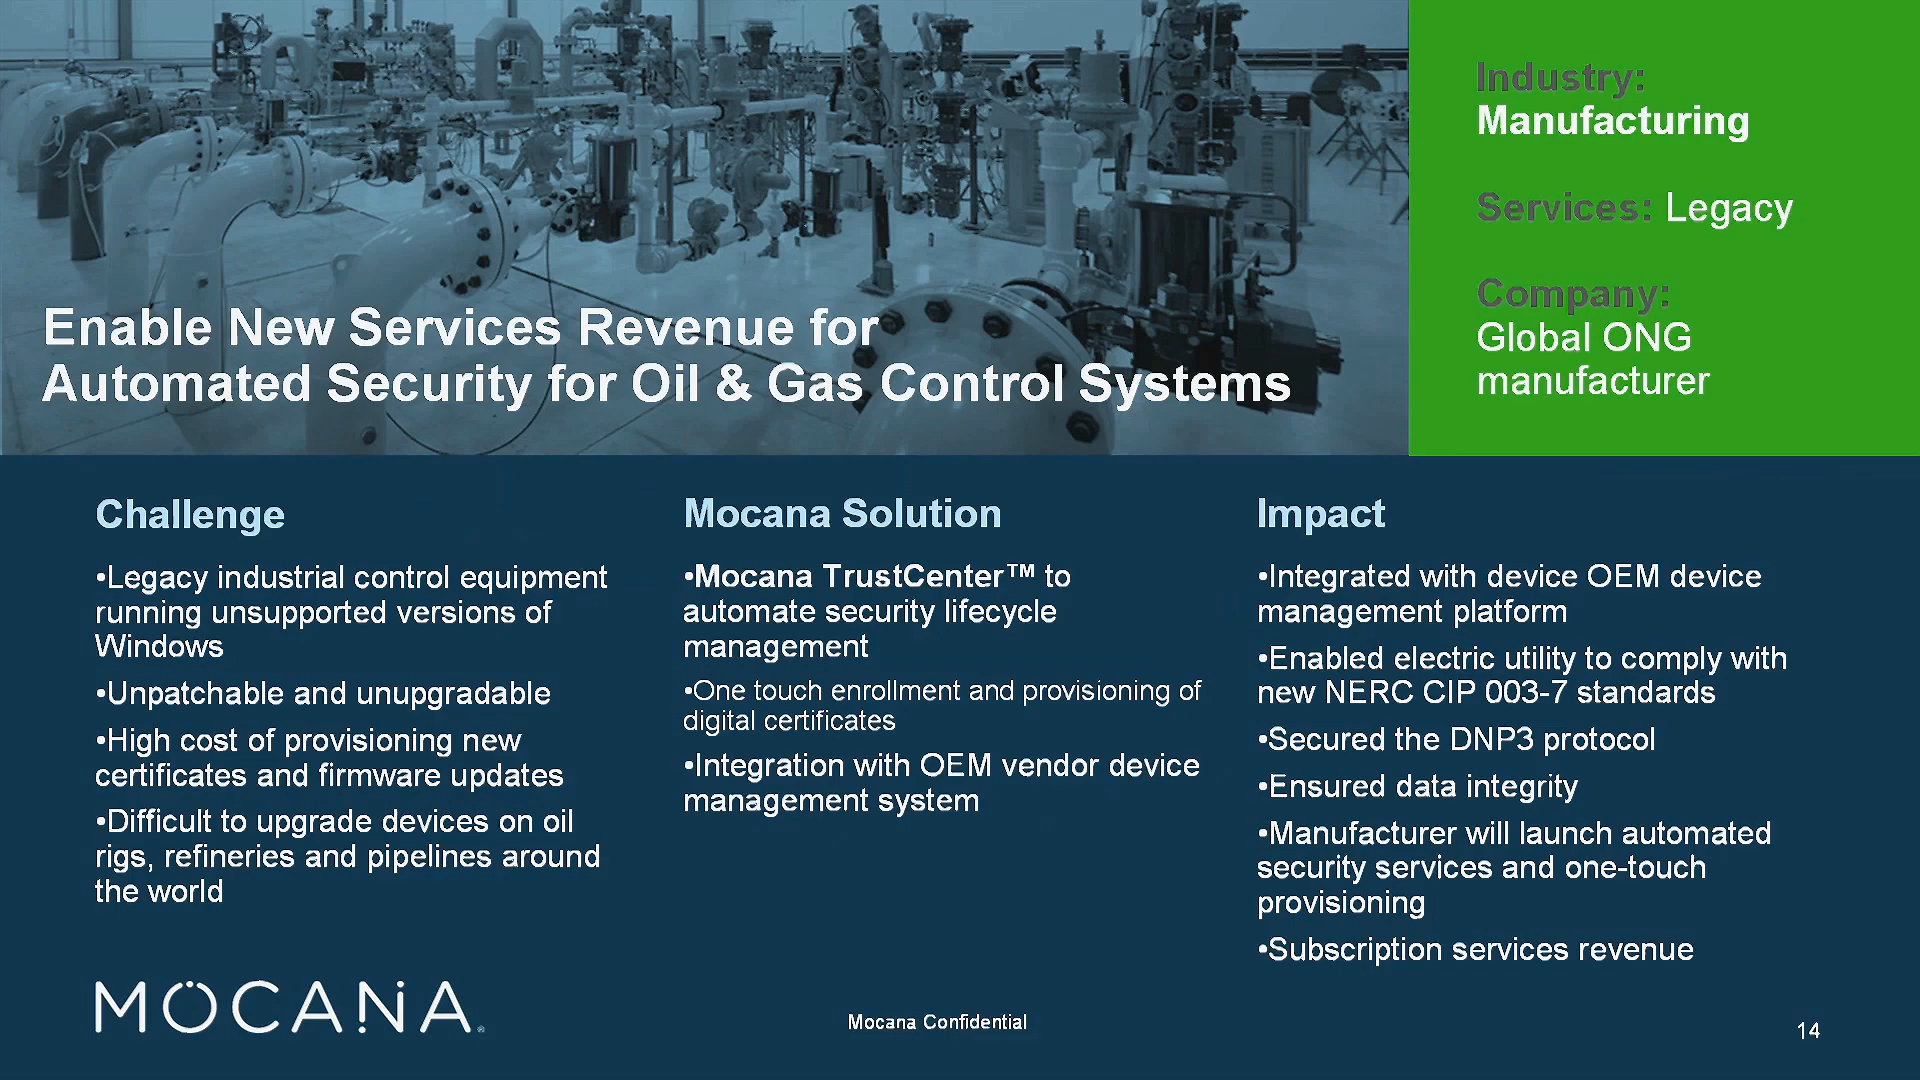 Industry:
Manufacturing
Services: Legacy
Company:
Global ONG
manufacturer
Enable New Services Revenue for
Automated Security for Oil & Gas Control Systems
Challenge
•Legacy industrial control equipment
running unsupported versions of
Windows
•Unpatchable and unupgradable
•High cost of provisioning new
certificates and firmware updates
•Difficult to upgrade devices on oil
rigs, refineries and pipelines around
the world
Mocana Solution
•Mocana TrustCenter™ to
automate security lifecycle
management
•One touch enrollment and provisioning of
digital certificates
•Integration with OEM vendor device
management system
Impact
•Integrated with device OEM device
management platform
•Enabled electric utility to comply with
new NERC CIP 003-7 standards
•Secured the DNP3 protocol
•Ensured data integrity
•Manufacturer will launch automated
security services and one-touch
provisioning
•Subscription services revenue
MOCANA®
Mocana Confidential
14